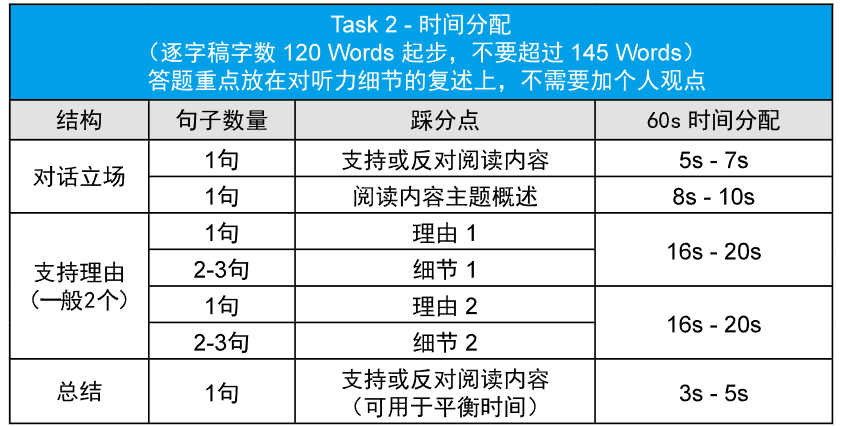 Task 2 - 时间分配
（逐字稿字数 120 Words 起步，不要超过 145 Words）
答题重点放在对听力细节的复述上，不需要加个人观点
结构 句子数量 踩分点 60s 时间分配
对话立场 1句 支持或反对阅读内容 5s - 7s
1句 阅读内容主题概述 8s - 10s
支持理由
（一般2个）
1句 理由 1 16s - 20s
2-3句 细节 1
1句 理由 2 16s - 20s
2-3句 细节 2
总结 1句 支持或反对阅读内容
（可用于平衡时间）
3s - 5s